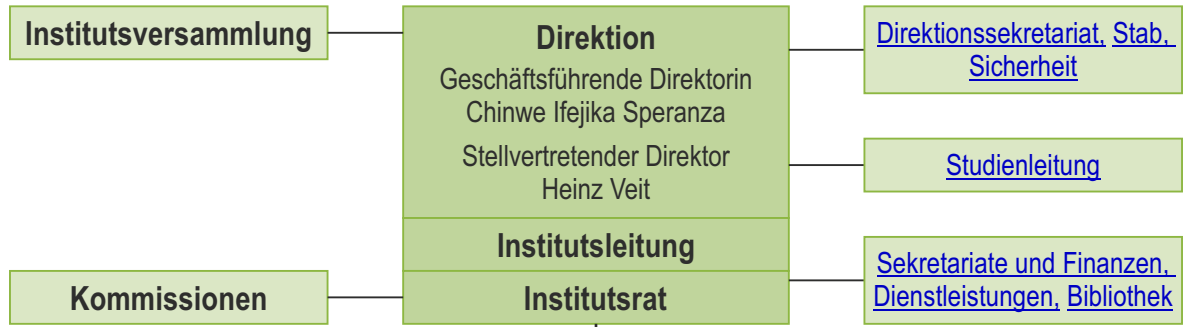 Institutsversammlung
Direktion
Geschäftsführende Direktorin
Chinwe Ifejika Speranza
Stellvertretender Direktor
Heinz Veit
Institutsleitung
Institutsrat
Kommissionen
Direktionssekretariat, Stab,
Sicherheit
Studienleitung
Sekretariate und Finanzen,
Dienstleistungen, Bibliothek